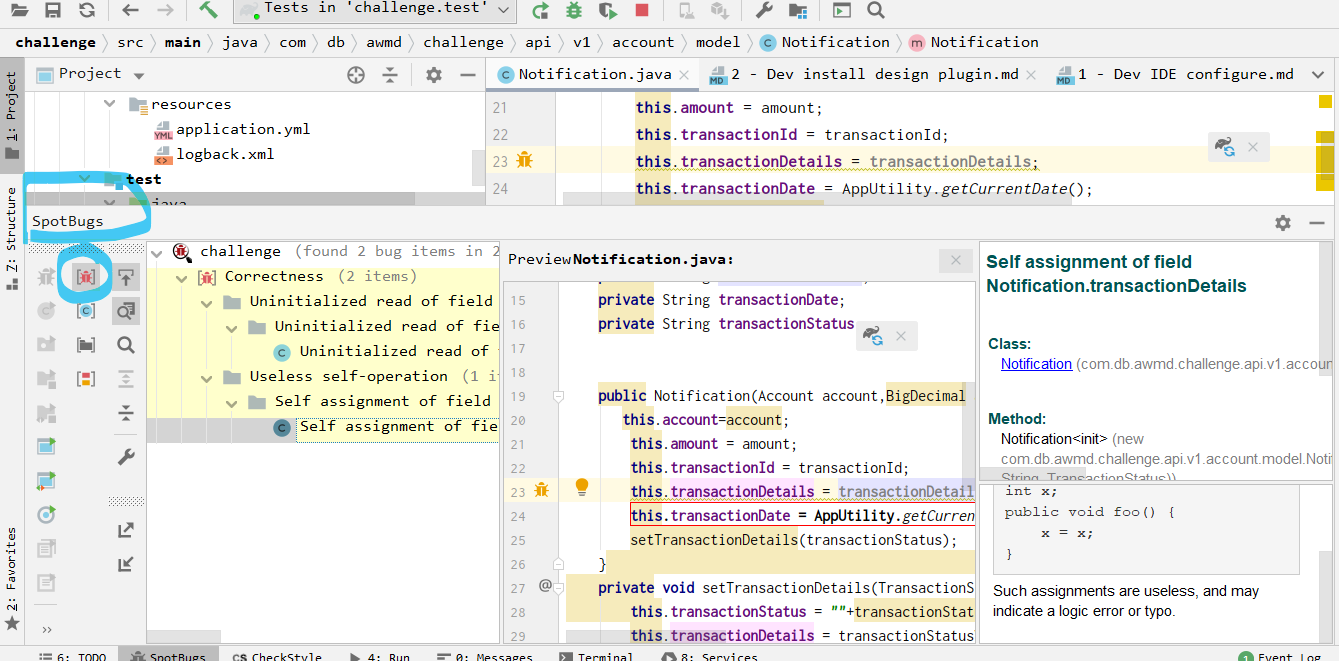 Tests in 'challenge.test'
challenge src main java com db awmd challenge api v1 account model Notification Notification
1: Project
Project
Notification.java
2 - Dev install design plugin.md
1 - Dev IDE configure.md
resources
application.yml
logback.xml
test
java
21 this.amount = amount;
22 this.transactionId = transactionId;
23 this.transactionDetails = transactionDetails;
24 this.transactionDate = AppUtility.getCurrentDate();
Z: Structure
SpotBugs
challenge (found 2 bug items in 2
Correctness (2 items)
Uninitialized read of field
Uninitialized read of fie
Uninitialized read of
Useless self-operation (1 i
Self assignment of field
Self assignment of fie
Preview Notification.java:
15 private String transactionDate;
16 private String transactionStatus
17
18
19 public Notification(Account account,BigDecimal
20 this.account=account;
21 this.amount = amount;
22 this.transactionId = transactionId;
23 this.transactionDetails = transactionDetail
24 this.transactionDate = AppUtility.getCurren
25 setTransactionDetails(transactionStatus);
26 }
27 @ private void setTransactionDetails(TransactionS
28 this.transactionStatus = ""+transactionStat
29 this.transactionDetails = transactionStatus
Self assignment of field
Notification.transactionDetails
Class:
Notification (com.db.awmd.challenge.api.v1.accour
Method:
Notification<init> (new
com.db.awmd.challenge.api.v1.account.model.Noti
String, TransactionStatus))
int x;
public void foo() {
x = x;
}
Such assignments are useless, and may
indicate a logic error or typo.
2: Favorites
6: TODO SpotBugs CS CheckStyle 4: Run 0: Messages Terminal 8: Services 1 Event Log